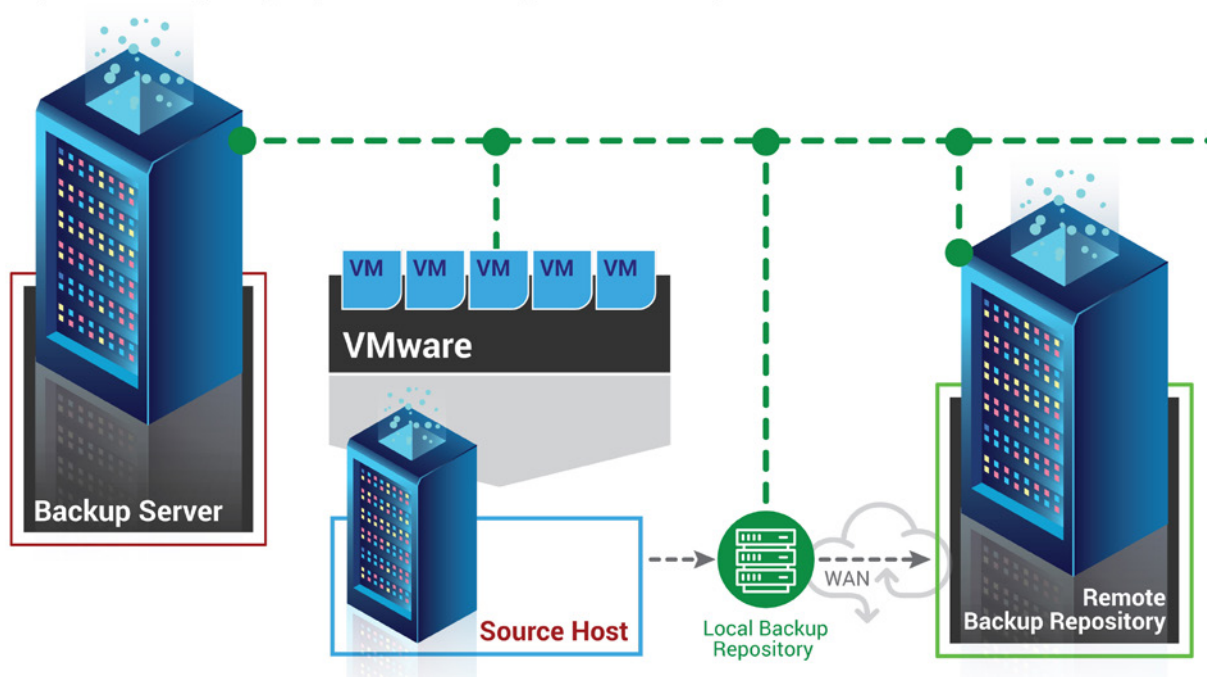 VM VM VM VM VM
VMware
Backup Server
Source Host
Local Backup
Repository
WAN
Remote
Backup Repository